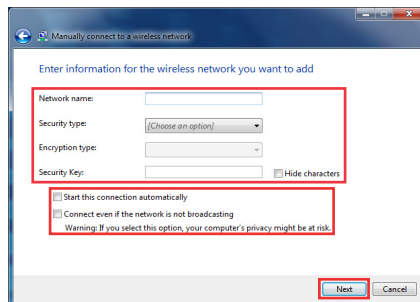 Manually connect to a wireless network
Enter information for the wireless network you want to add
Network name:
Security type:
[Choose an option]
Encryption type:
Security Key:
Hide characters
Start this connection automatically
Connect even if the network is not broadcasting
Warning: If you select this option, your computer's privacy might be at risk.
Next
Cancel